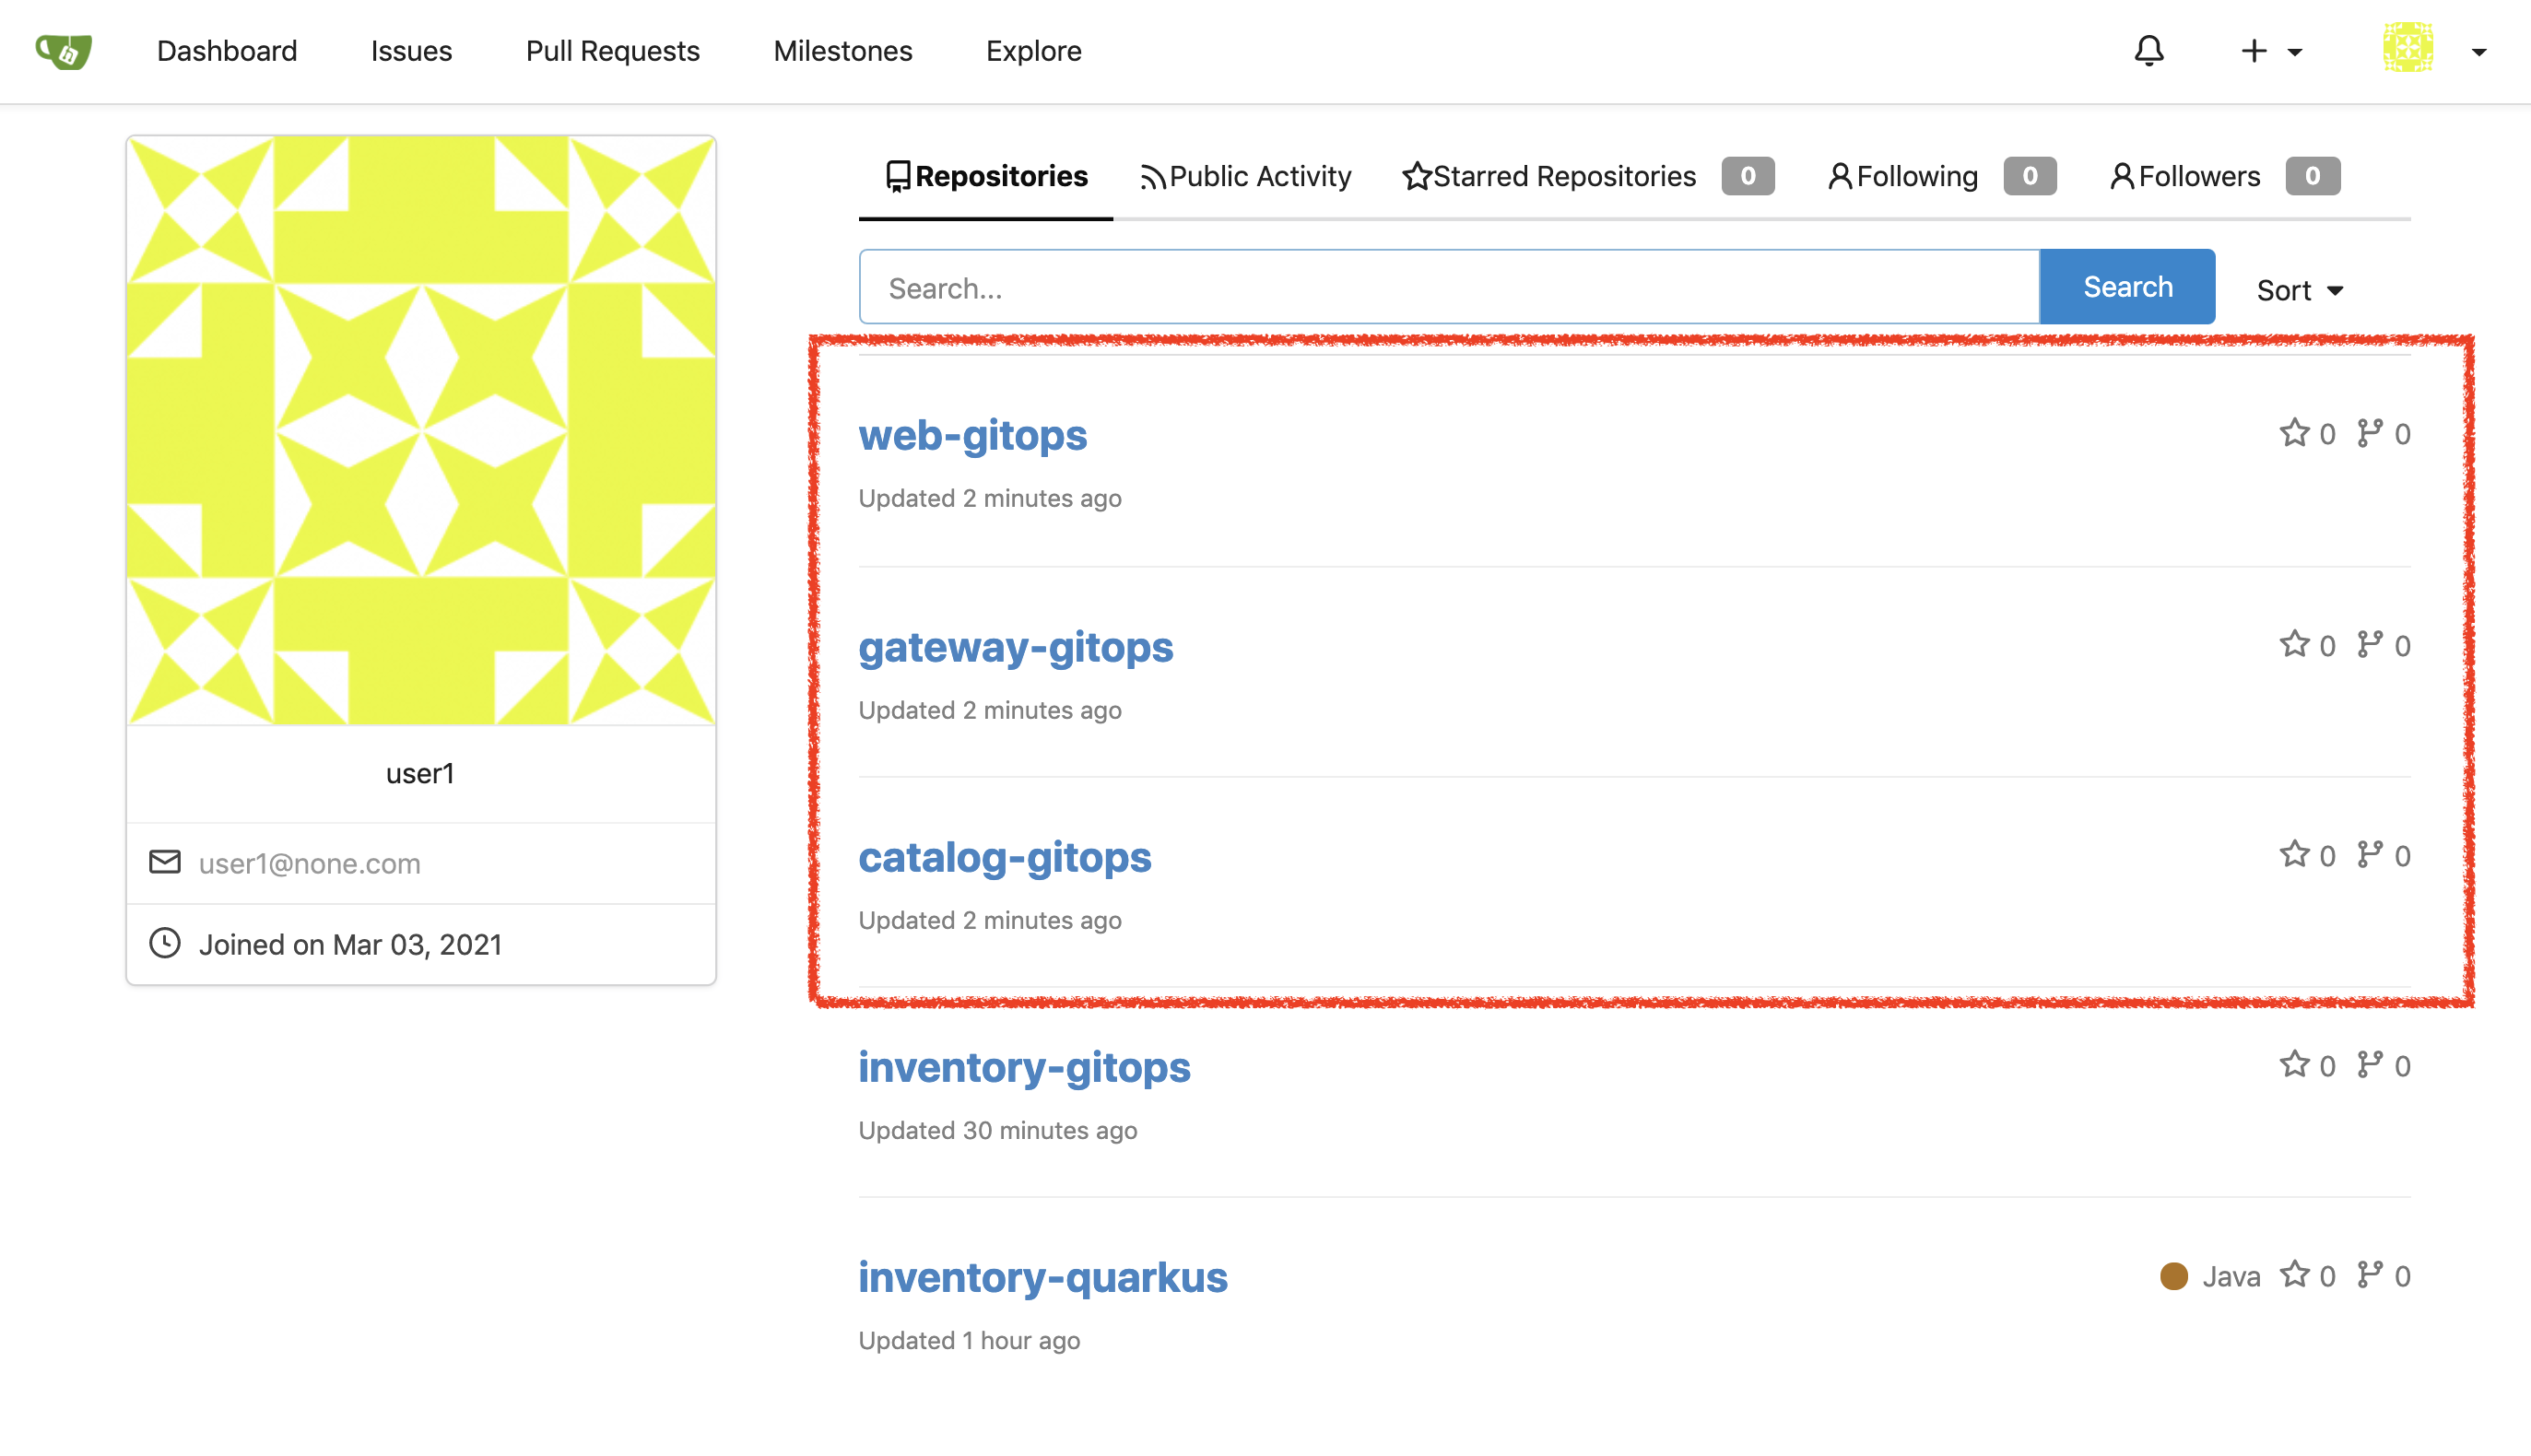 Dashboard Issues Pull Requests Milestones Explore
Repositories Public Activity Starred Repositories 0 Following 0 Followers 0
Search... Search Sort
web-gitops 0 0
Updated 2 minutes ago
gateway-gitops 0 0
Updated 2 minutes ago
user1
catalog-gitops 0 0
user1@none.com
Updated 2 minutes ago
Joined on Mar 03, 2021
inventory-gitops 0 0
Updated 30 minutes ago
inventory-quarkus Java 0 0
Updated 1 hour ago